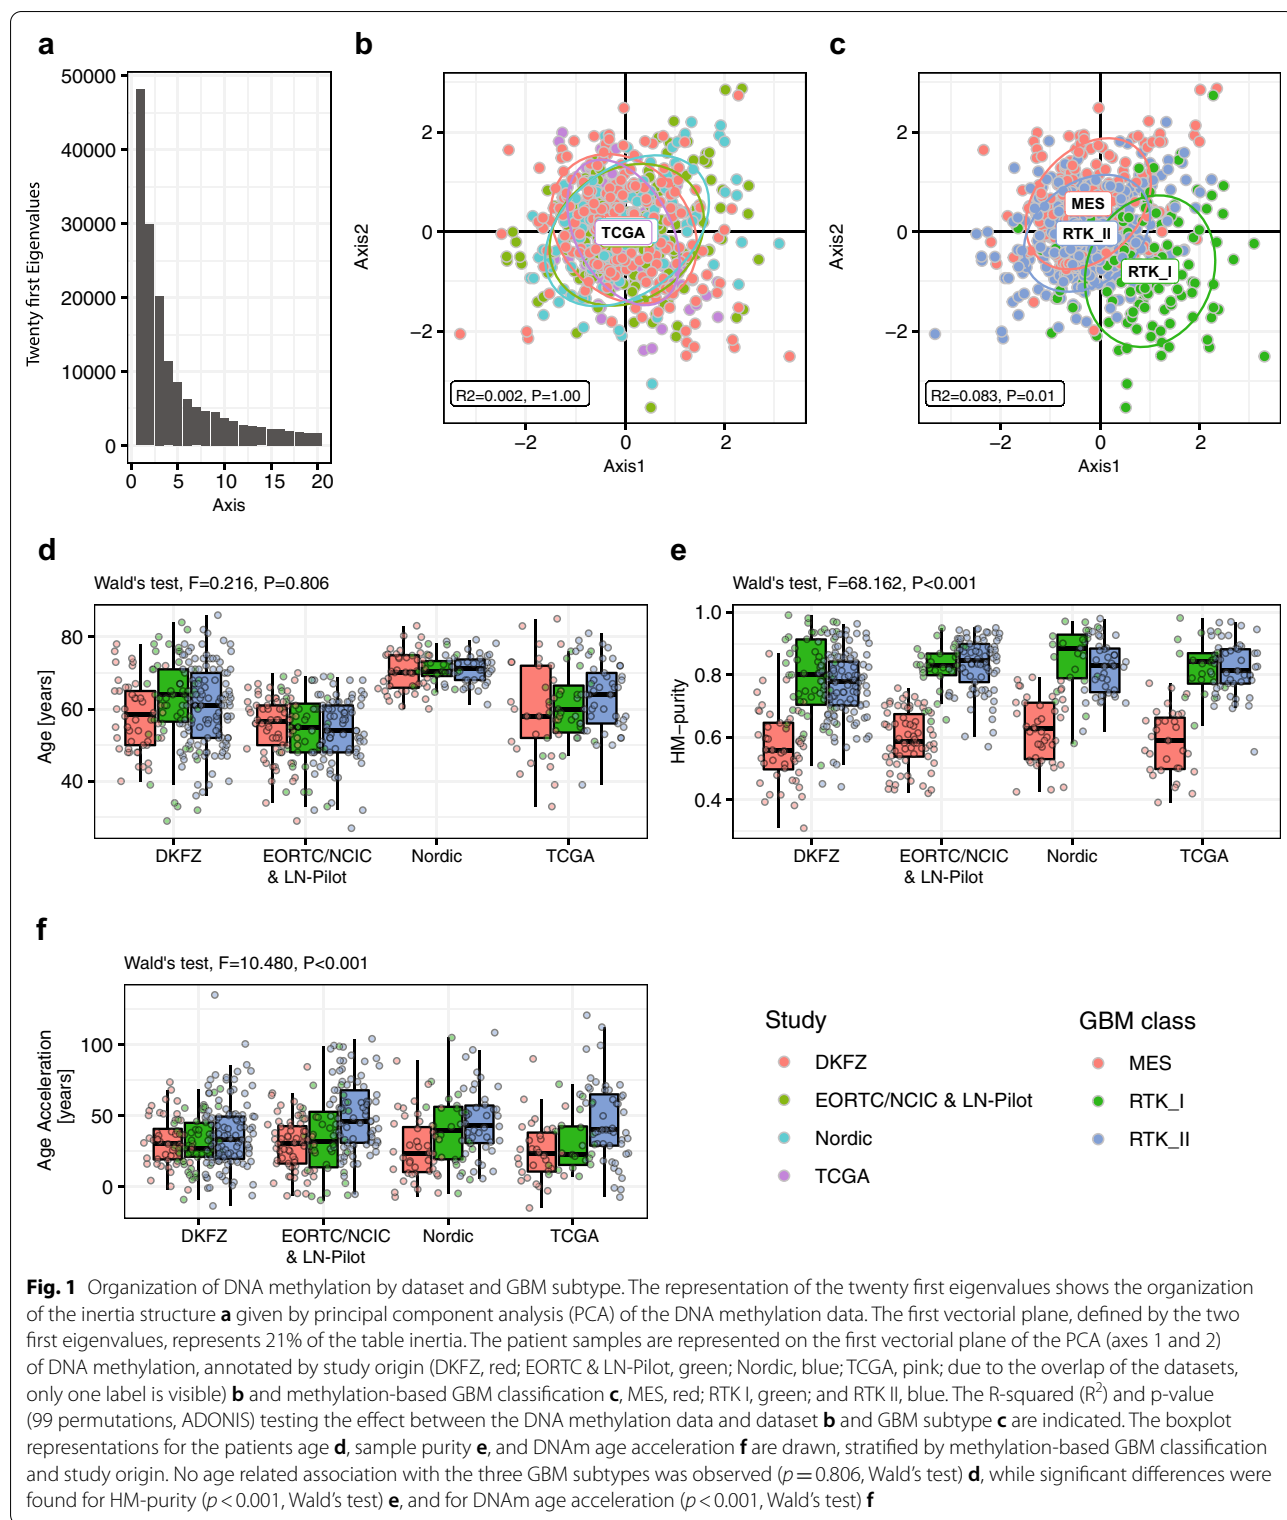 a
b
c
Twenty first Eigenvalues
50000
40000
30000
20000
10000
0
0
5
10
15
20
Axis
Axis2
2
0
−2
TCGA
R2=0.002, P=1.00
−2
0
2
Axis1
Axis2
2
0
−2
MES
RTK_II
RTK_I
R2=0.083, P=0.01
−2
0
2
Axis1
d
Wald's test, F=0.216, P=0.806
Age [years]
80
60
40
DKFZ
EORTC/NCIC
& LN-Pilot
Nordic
TCGA
e
Wald's test, F=68.162, P<0.001
HM−purity
1.0
0.8
0.6
0.4
DKFZ
EORTC/NCIC
& LN-Pilot
Nordic
TCGA
f
Wald's test, F=10.480, P<0.001
Age Acceleration
[years]
100
50
0
DKFZ
EORTC/NCIC
& LN-Pilot
Nordic
TCGA
Study
DKFZ
EORTC/NCIC & LN-Pilot
Nordic
TCGA
GBM class
MES
RTK_I
RTK_II
Fig. 1 Organization of DNA methylation by dataset and GBM subtype. The representation of the twenty first eigenvalues shows the organization
of the inertia structure a given by principal component analysis (PCA) of the DNA methylation data. The first vectorial plane, defined by the two
first eigenvalues, represents 21% of the table inertia. The patient samples are represented on the first vectorial plane of the PCA (axes 1 and 2)
of DNA methylation, annotated by study origin (DKFZ, red; EORTC & LN-Pilot, green; Nordic, blue; TCGA, pink; due to the overlap of the datasets,
only one label is visible) b and methylation-based GBM classification c, MES, red; RTK I, green; and RTK II, blue. The R-squared (R²) and p-value
(99 permutations, ADONIS) testing the effect between the DNA methylation data and dataset b and GBM subtype c are indicated. The boxplot
representations for the patients age d, sample purity e, and DNAm age acceleration f are drawn, stratified by methylation-based GBM classification
and study origin. No age related association with the three GBM subtypes was observed (p = 0.806, Wald's test) d, while significant differences were
found for HM-purity (p < 0.001, Wald's test) e, and for DNAm age acceleration (p < 0.001, Wald's test) f